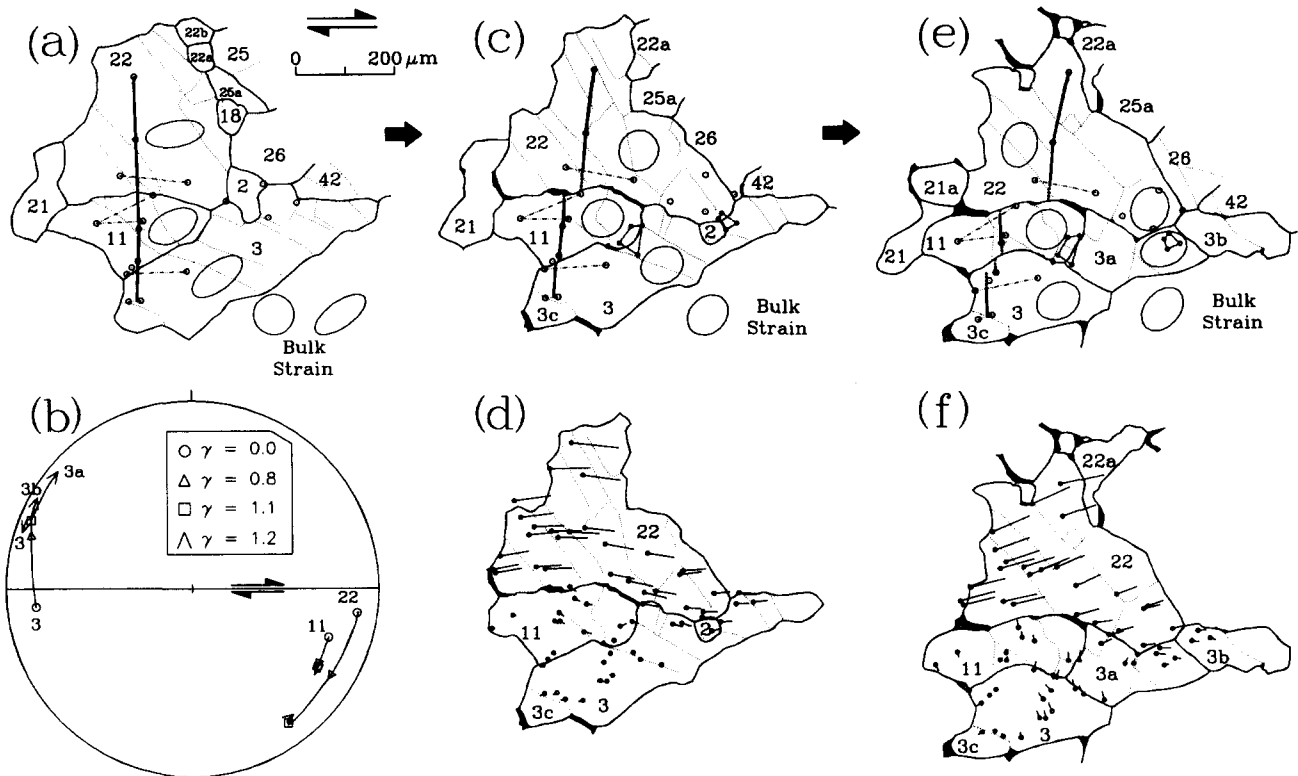 (a)
22b
22a
25
22
25a
18
26
2
42
21
11
3
Bulk
Strain
0 200 μm
(c)
22a
25a
26
22
42
21
11
2
3c
3
Bulk
Strain
(e)
22a
25a
26
21a
22
42
11
3b
21
3a
3
3c
Bulk
Strain
(b)
γ = 0.0
γ = 0.8
γ = 1.1
γ = 1.2
3a
3b
3
3
22
11
(d)
22
2
11
3c
3
(f)
22a
22
11
3b
3a
3
3c